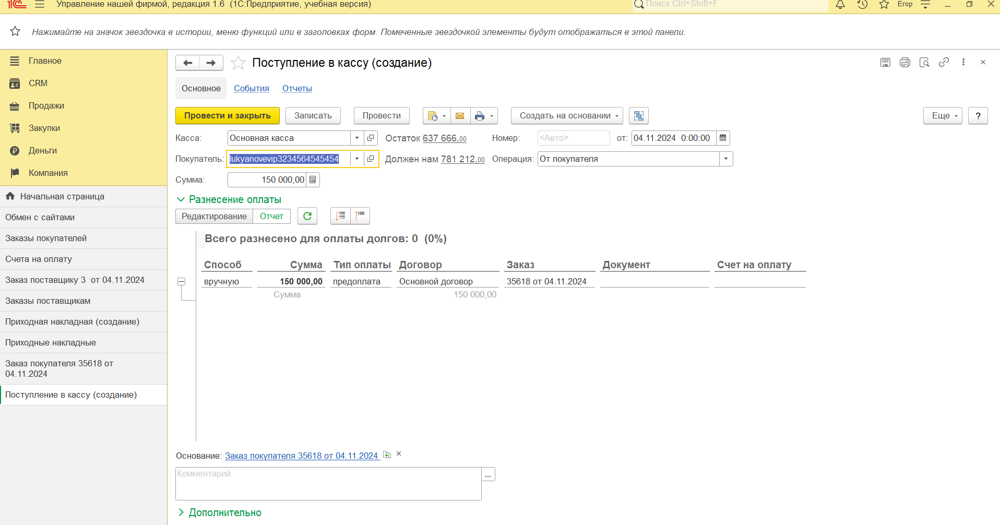 1С Управление нашей фирмой, редакция 1.6 (1С:Предприятие, учебная версия)
Поиск Ctrl+Shift+F
Егор
Нажимайте на значок звездочка в истории, меню функций или в заголовках форм. Помеченные звездочкой элементы будут отображаться в этой панели.
Главное
CRM
Продажи
Закупки
Деньги
Компания
Начальная страница
Обмен с сайтами
Заказы покупателей
Счета на оплату
Заказ поставщику 3 от 04.11.2024
Заказы поставщикам
Приходная накладная (создание)
Приходные накладные
Заказ покупателя 35618 от
04.11.2024
Поступление в кассу (создание)
Поступление в кассу (создание)
Основное События Отчеты
Провести и закрыть Записать Провести Создать на основании Еще ?
Касса: Основная касса Остаток 637 666,00 Номер: <Авто> от: 04.11.2024 0:00:00
Покупатель: lukyanovevip3234564545454 Должен нам 781 212,00 Операция: От покупателя
Сумма: 150 000,00
Разнесение оплаты
Редактирование Отчет
Всего разнесено для оплаты долгов: 0 (0%)
Способ Сумма Тип оплаты Договор Заказ Документ Счет на оплату
вручную 150 000,00 предоплата Основной договор 35618 от 04.11.2024
Сумма 150 000,00
Основание: Заказ покупателя 35618 от 04.11.2024
Комментарий
...
Дополнительно